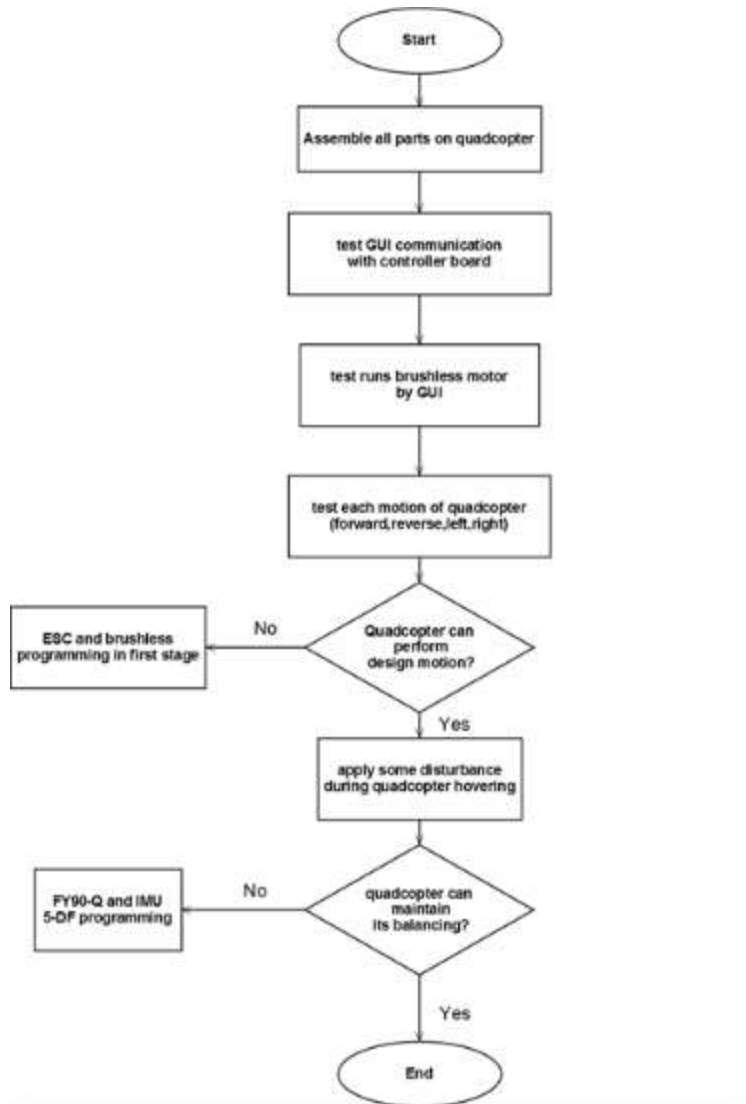 Start
Assemble all parts on quadcopter
test GUI communication
with controller board
test runs brushless motor
by GUI
test each motion of quadcopter
(forward,reverse,left,right)
Quadcopter can
perform
design motion?
No
ESC and brushless
programming in first stage
Yes
apply some disturbance
during quadcopter hovering
quadcopter can
maintain
its balancing?
No
FY90-Q and IMU
5-DF programming
Yes
End